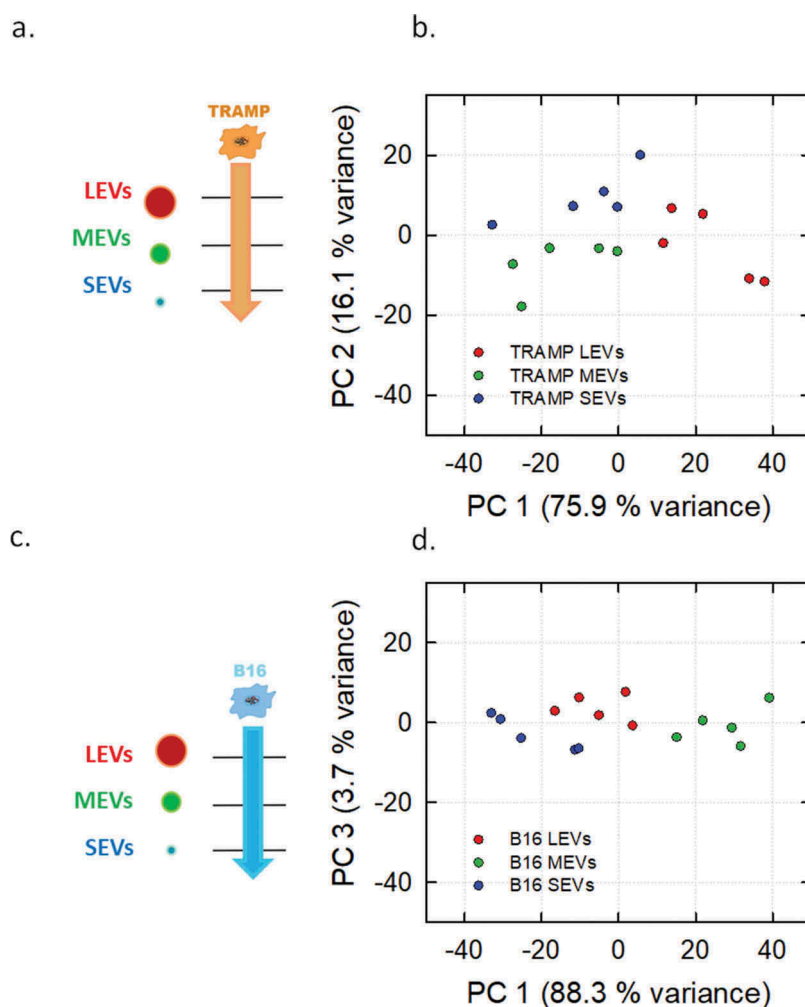 a.
TRAMP
LEVs
MEVs
SEVs
b.
PC 2 (16.1 % variance)
20
0
-20
-40
TRAMP LEVs
TRAMP MEVs
TRAMP SEVs
-40 -20 0 20 40
PC 1 (75.9 % variance)
c.
B16
LEVs
MEVs
SEVs
d.
PC 3 (3.7 % variance)
20
0
-20
-40
B16 LEVs
B16 MEVs
B16 SEVs
-40 -20 0 20 40
PC 1 (88.3 % variance)